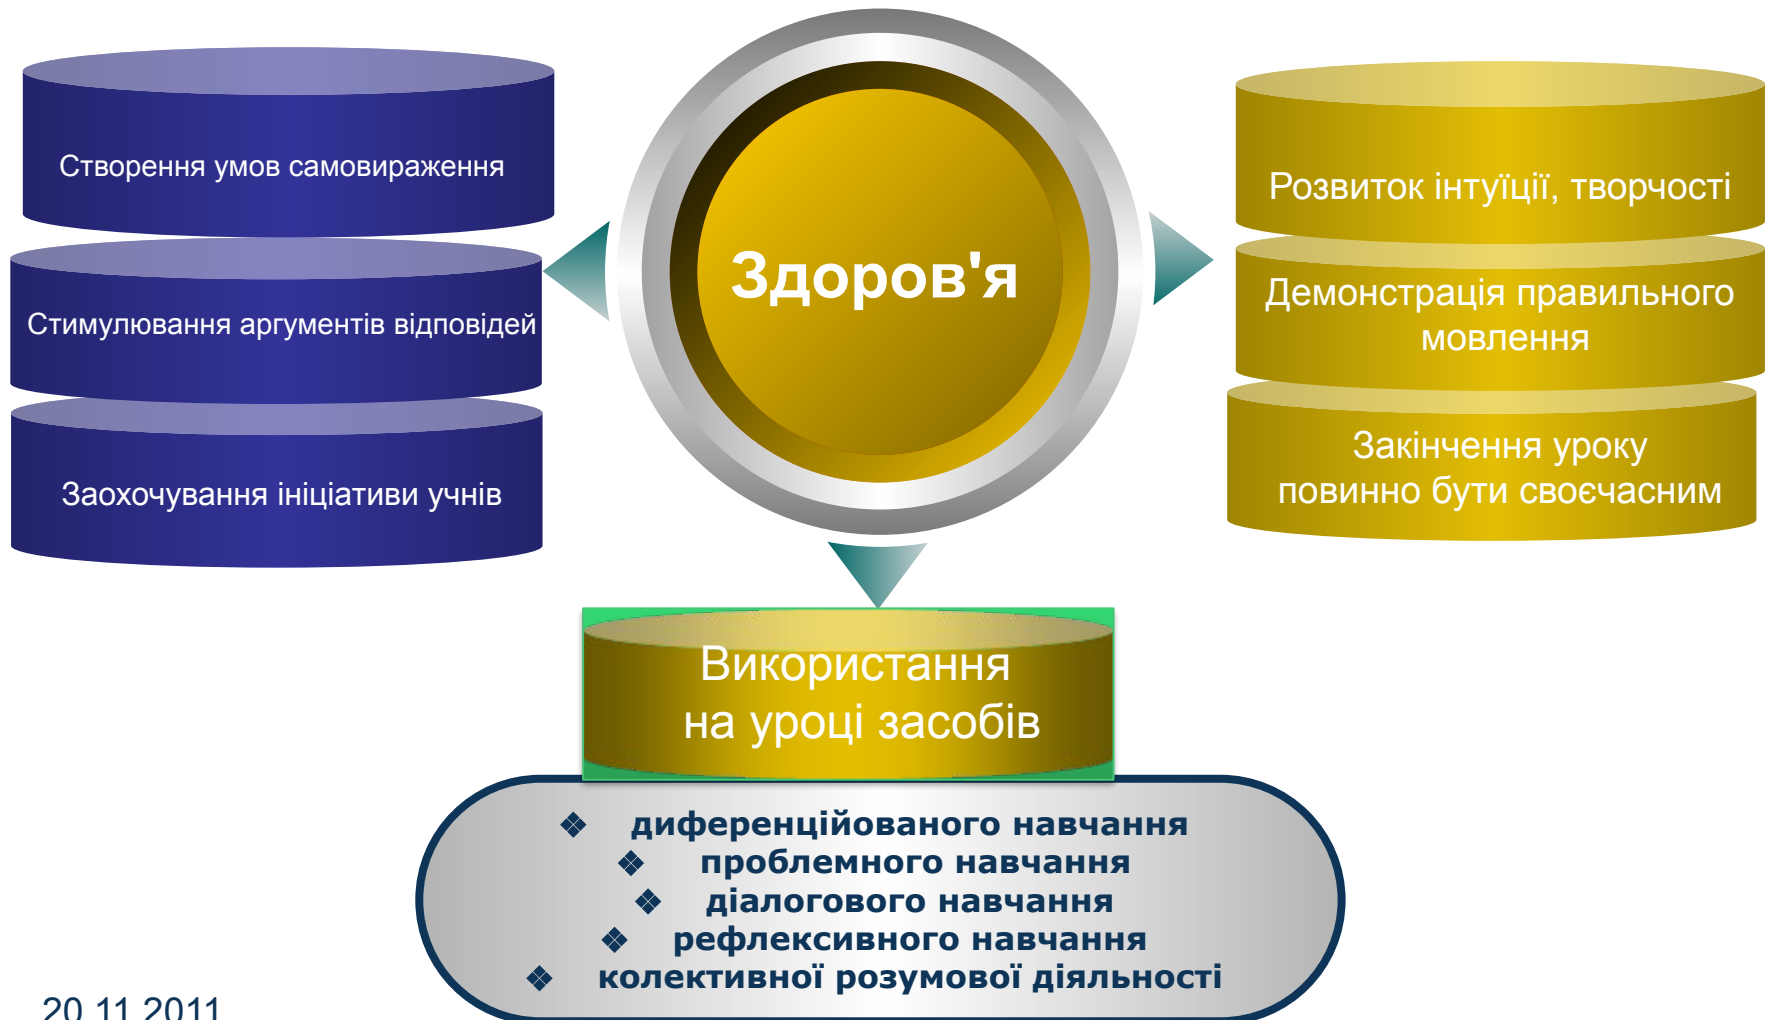 Створення умов самовираження
Стимулювання аргументів відповідей
Заохочування ініціативи учнів
Здоров'я
Розвиток інтуїції, творчості
Демонстрація правильного
мовлення
Закінчення уроку
повинно бути своєчасним
Використання
на уроці засобів
❖ диференційованого навчання
❖ проблемного навчання
❖ діалогового навчання
❖ рефлексивного навчання
❖ колективної розумової діяльності
20.11.2011